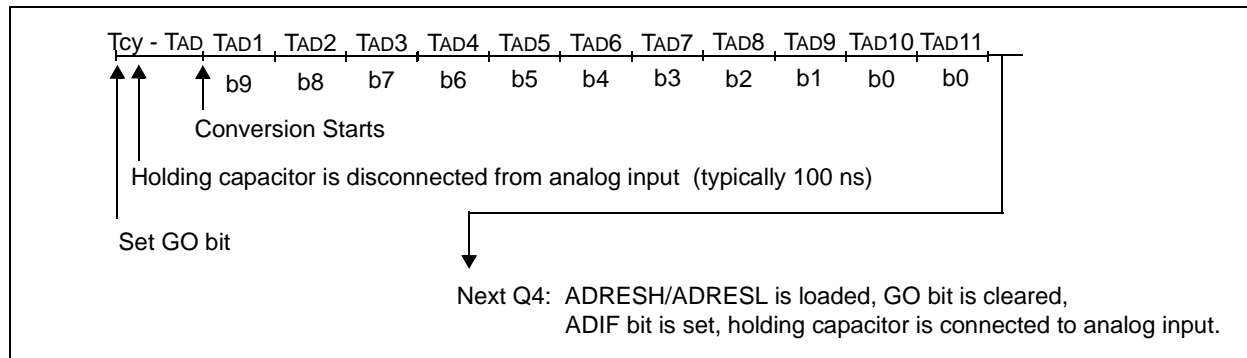 Tcy - TAD TAD1 TAD2 TAD3 TAD4 TAD5 TAD6 TAD7 TAD8 TAD9 TAD10 TAD11
b9 b8 b7 b6 b5 b4 b3 b2 b1 b0 b0
Conversion Starts
Holding capacitor is disconnected from analog input (typically 100 ns)
Set GO bit
Next Q4: ADRESH/ADRESL is loaded, GO bit is cleared,
ADIF bit is set, holding capacitor is connected to analog input.